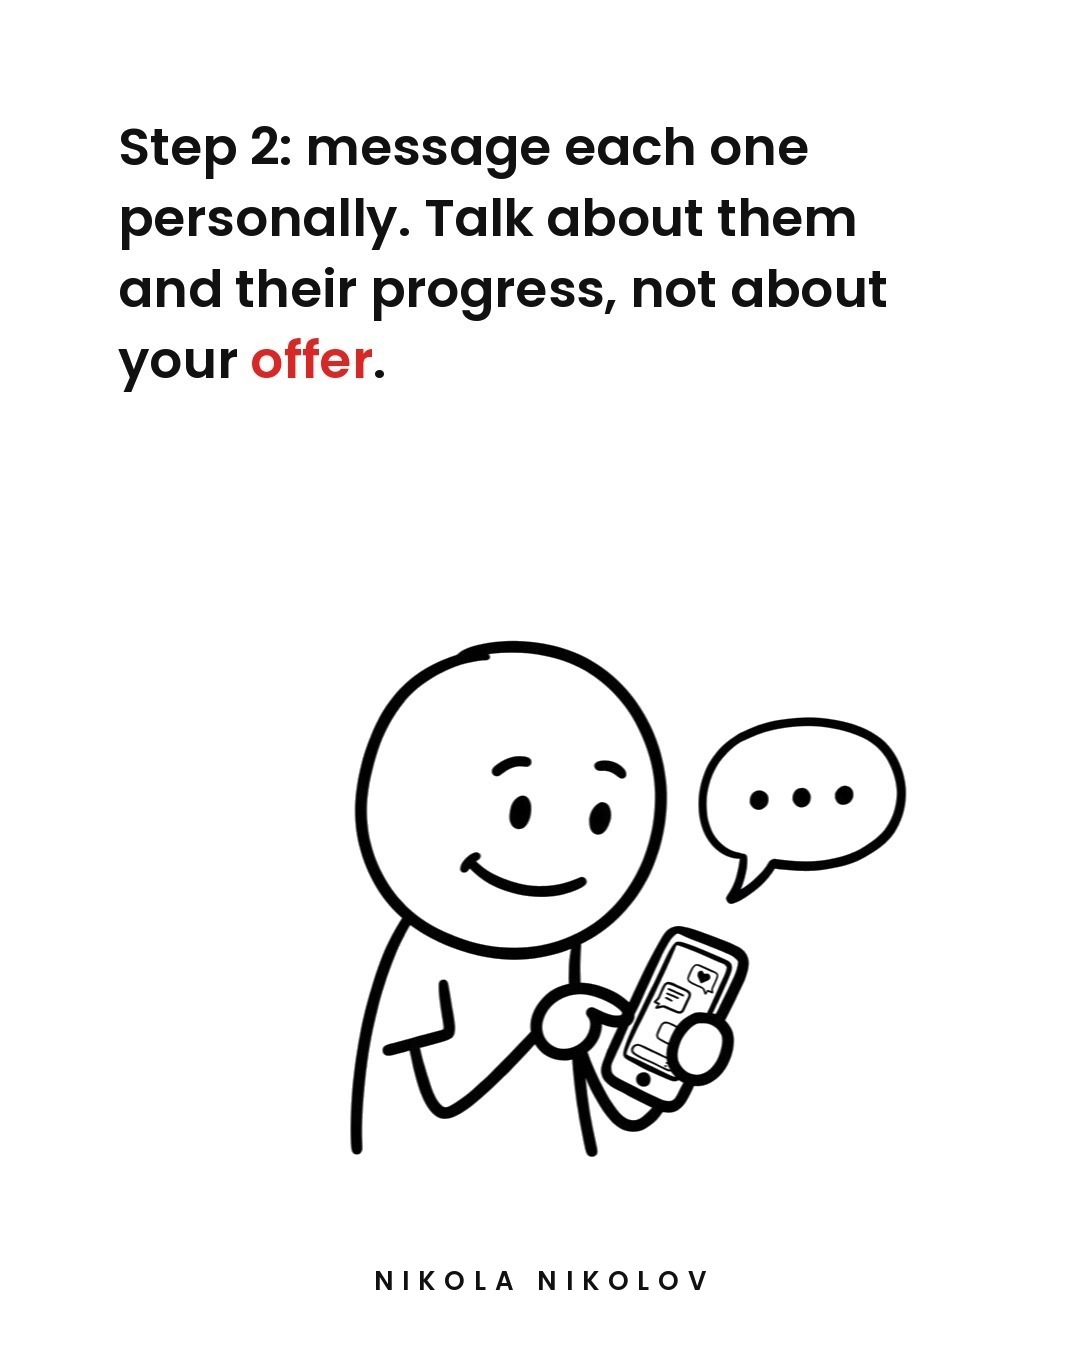 Step 2: message each one
personally. Talk about them
and their progress, not about
your offer.
NIKOLA NIKOLOV